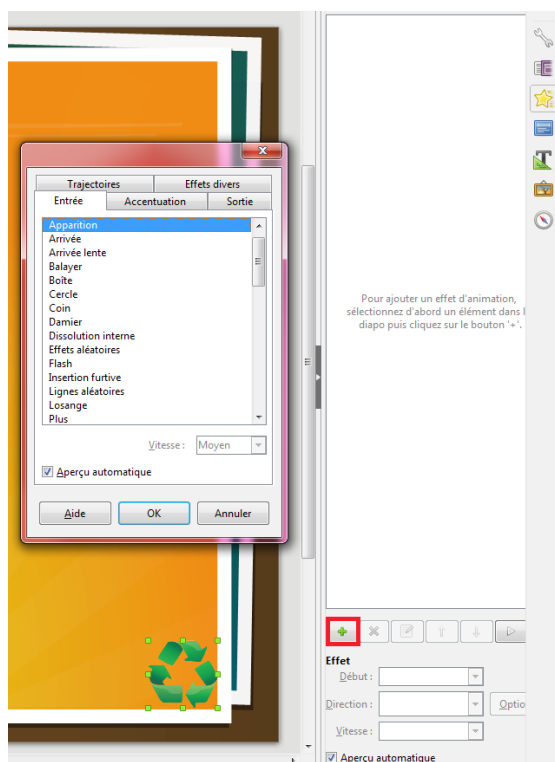 Trajectoires Effets divers
Entrée Accentuation Sortie
Apparition
Arrivée
Arrivée lente
Balayer
Boîte
Cercle
Coin
Damier
Dissolution interne
Effets aléatoires
Flash
Insertion furtive
Lignes aléatoires
Losange
Plus
Vitesse : Moyen
Aperçu automatique
Aide OK Annuler
Pour ajouter un effet d'animation,
sélectionnez d'abord un élément dans l
diapo puis cliquez sur le bouton '+'.
Effet
Début :
Direction : Optio
Vitesse :
Aperçu automatique